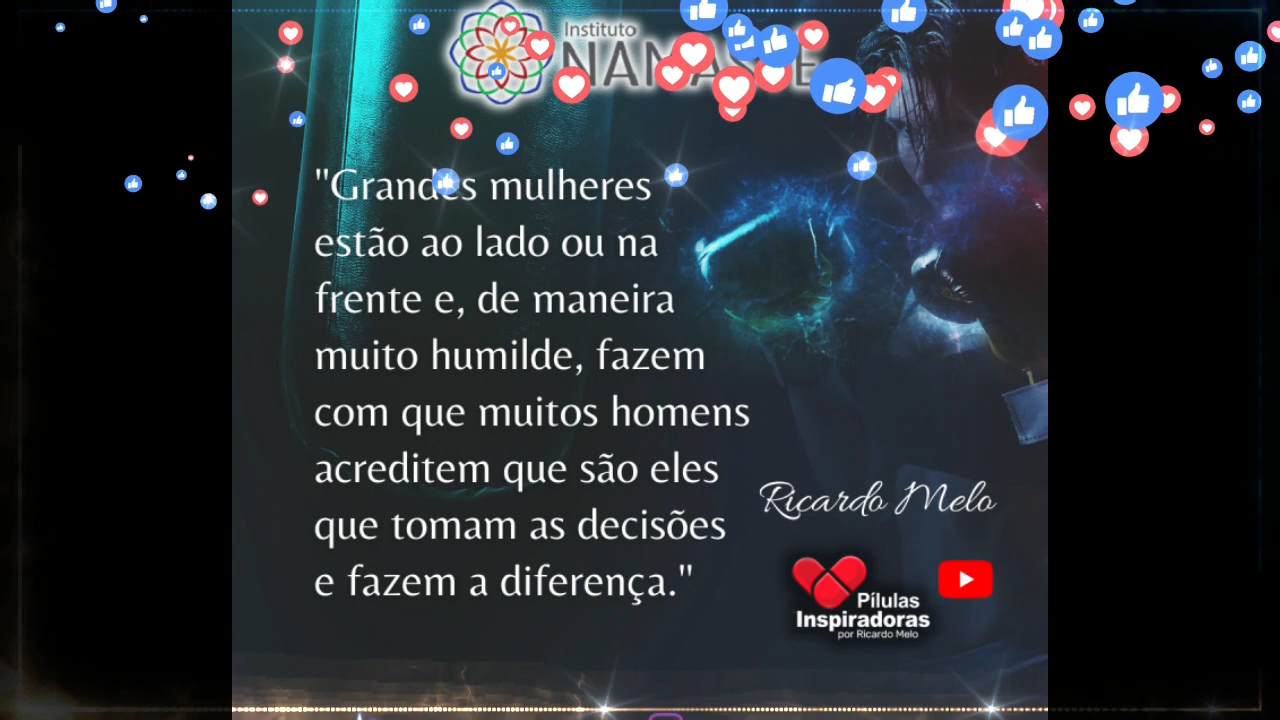 Instituto
NAMASTE
"Grandes mulheres
estão ao lado ou na
frente e, de maneira
muito humilde, fazem
com que muitos homens
acreditem que são eles
que tomam as decisões
e fazem a diferença."
Ricardo Melo
Pílulas
Inspiradoras
por Ricardo Melo